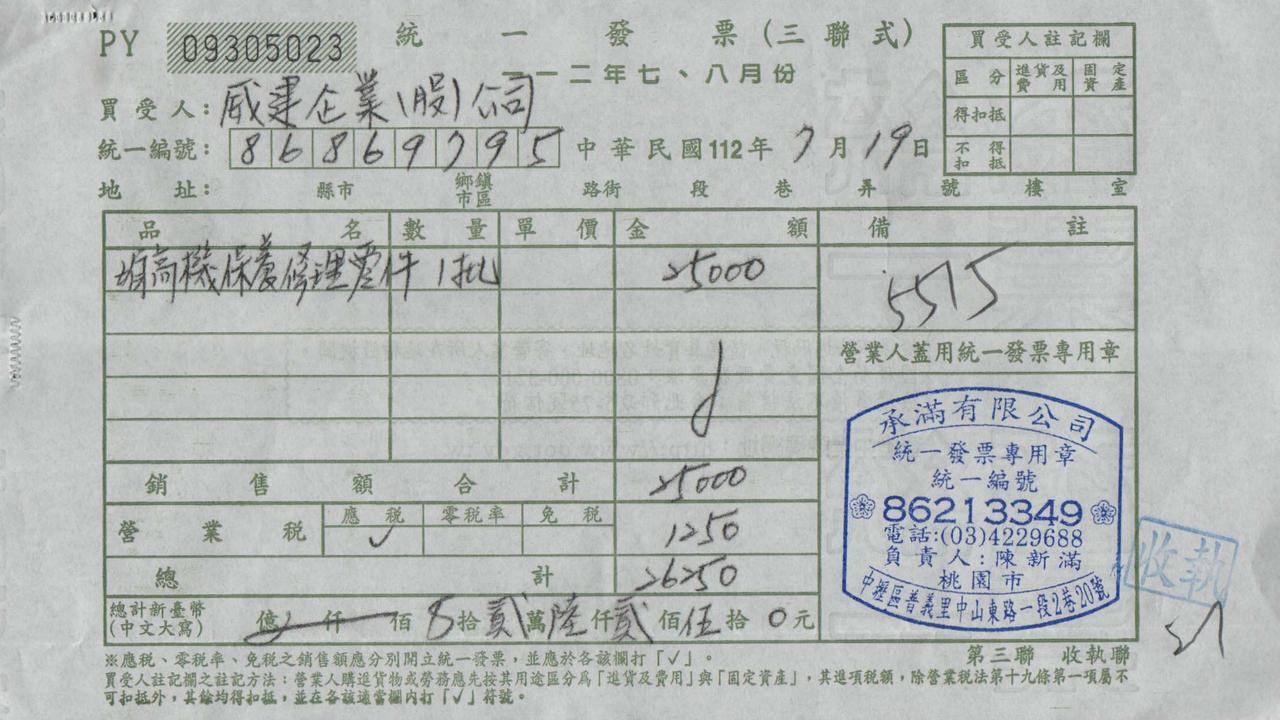 PY 09305023 統一發票(三聯式)
一一二年七、八月份
買受人註記欄
區分 進貨及費用 固定資產
得扣抵
不得扣抵
買受人: 威建企業(股)公司
統一編號: 86869795 中華民國112年 7月 19日
地址: 縣市 鄉鎮市區 路街 段 巷 弄 號 樓 室
品名 數量 單價 金額 備註
堆高機保養修理零件 1批 25000 5515
營業人蓋用統一發票專用章
銷售額合計 25000
營業稅 應稅 零稅率 免稅
✓ 1250
總計 26250
總計新臺幣(中文大寫) 億 仟 佰 8拾 貳萬 陸仟 貳佰 伍拾 0元
承滿有限公司
統一發票專用章
統一編號
86213349
電話:(03)4229688
負責人:陳新滿
桃園市
中壢區普義里中山東路一段2巷20號
收執
第三聯 收執聯
※應稅、零稅率、免稅之銷售額應分別開立統一發票,並應於各該欄打「✓」。
買受人註記欄之註記方法:營業人購進貨物或勞務應先按其用途區分為「進貨及費用」與「固定資產」,其進項稅額,除營業稅法第十九條第一項屬不
可扣抵外,其餘均得扣抵,並在各該適當欄內打「✓」符號。